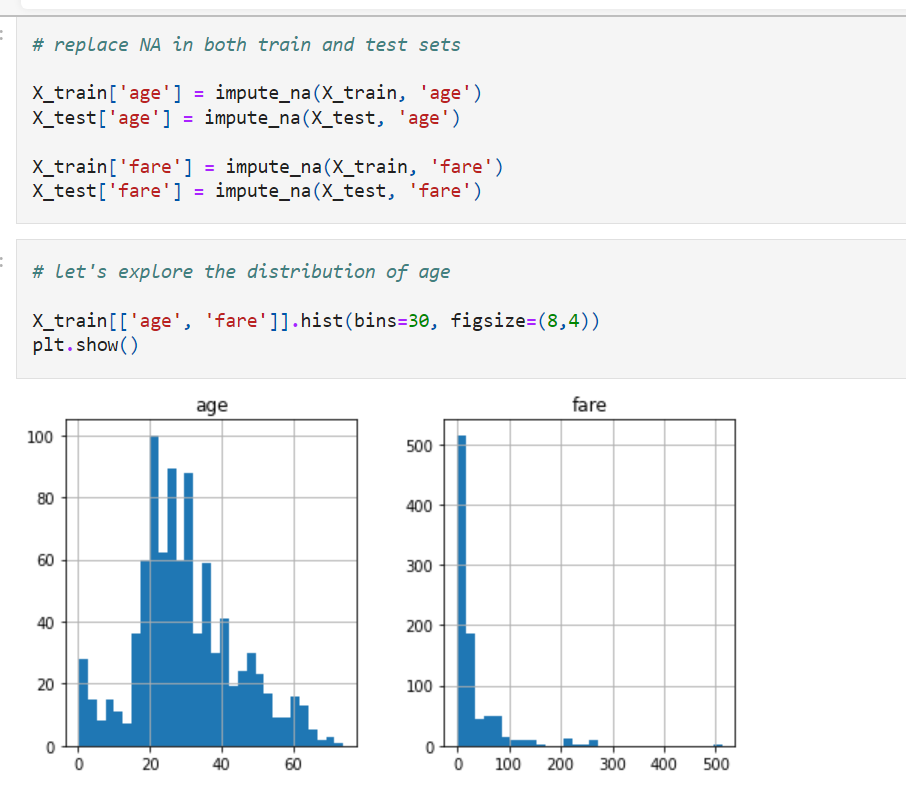 # replace NA in both train and test sets
X_train['age'] = impute_na(X_train, 'age')
X_test['age'] = impute_na(X_test, 'age')
X_train['fare'] = impute_na(X_train, 'fare')
X_test['fare'] = impute_na(X_test, 'fare')
# let's explore the distribution of age
X_train[['age', 'fare']].hist(bins=30, figsize=(8,4))
plt.show()
age
100
80
60
40
20
0
0 20 40 60
fare
500
400
300
200
100
0
0 100 200 300 400 500